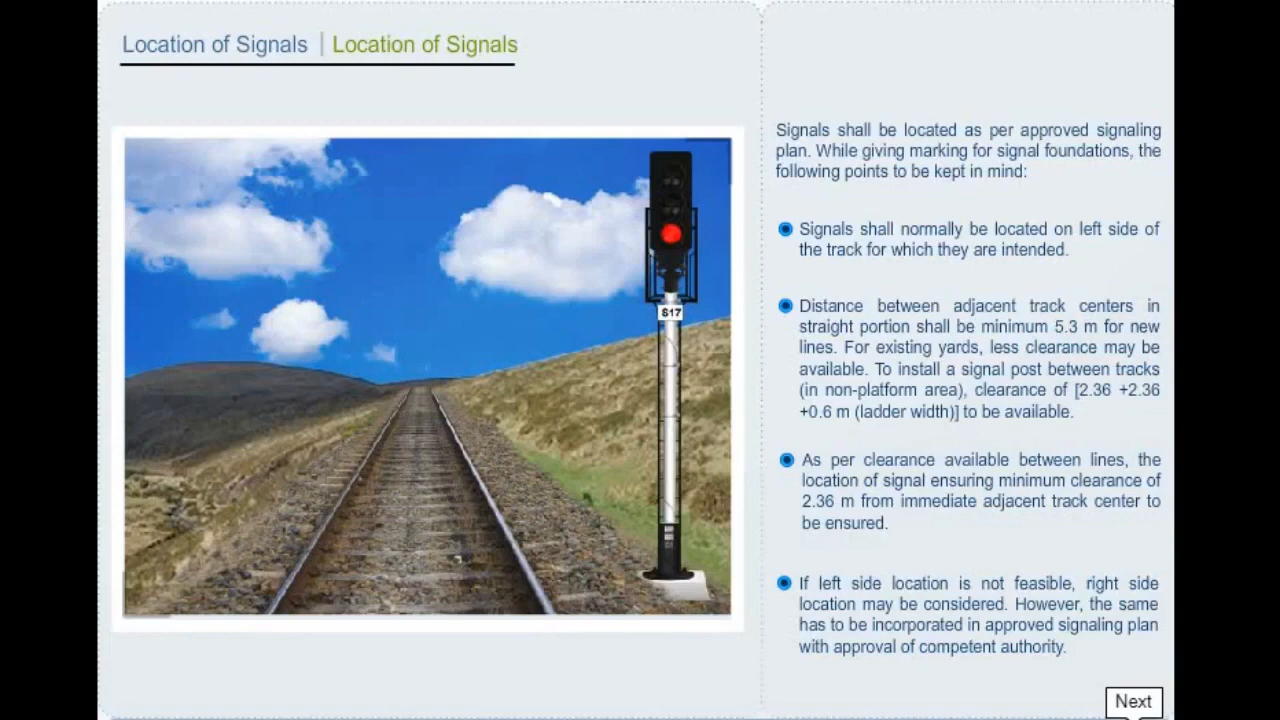 Location of Signals | Location of Signals
S17
Signals shall be located as per approved signaling
plan. While giving marking for signal foundations, the
following points to be kept in mind:
Signals shall normally be located on left side of
the track for which they are intended.
Distance between adjacent track centers in
straight portion shall be minimum 5.3 m for new
lines. For existing yards, less clearance may be
available. To install a signal post between tracks
(in non-platform area), clearance of [2.36 +2.36
+0.6 m (ladder width)] to be available.
As per clearance available between lines, the
location of signal ensuring minimum clearance of
2.36 m from immediate adjacent track center to
be ensured.
If left side location is not feasible, right side
location may be considered. However, the same
has to be incorporated in approved signaling plan
with approval of competent authority.
Next